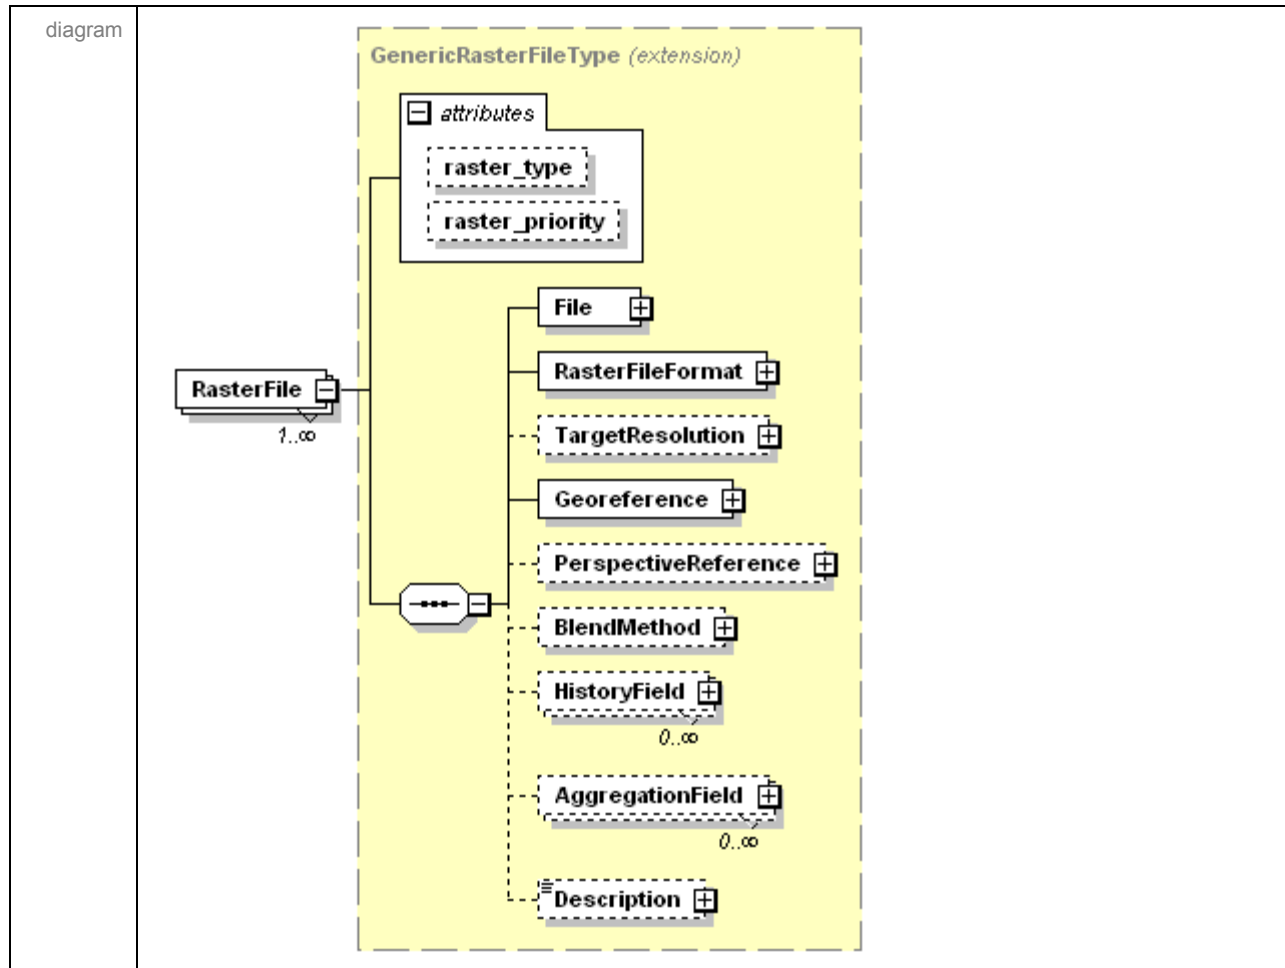 diagram
GenericRasterFileType (extension)
attributes
raster_type
raster_priority
RasterFile
1..∞
File
RasterFileFormat
TargetResolution
Georeference
PerspectiveReference
BlendMethod
HistoryField
0..∞
AggregationField
0..∞
Description